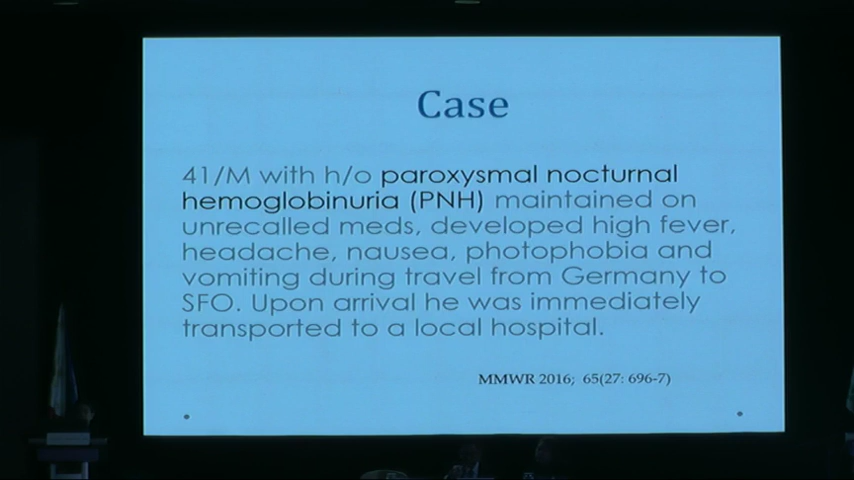 Case
41/M with h/o paroxysmal nocturnal
hemoglobinuria (PNH) maintained on
unrecalled meds, developed high fever,
headache, nausea, photophobia and
vomiting during travel from Germany to
SFO. Upon arrival he was immediately
transported to a local hospital.
MMWR 2016; 65(27: 696-7)